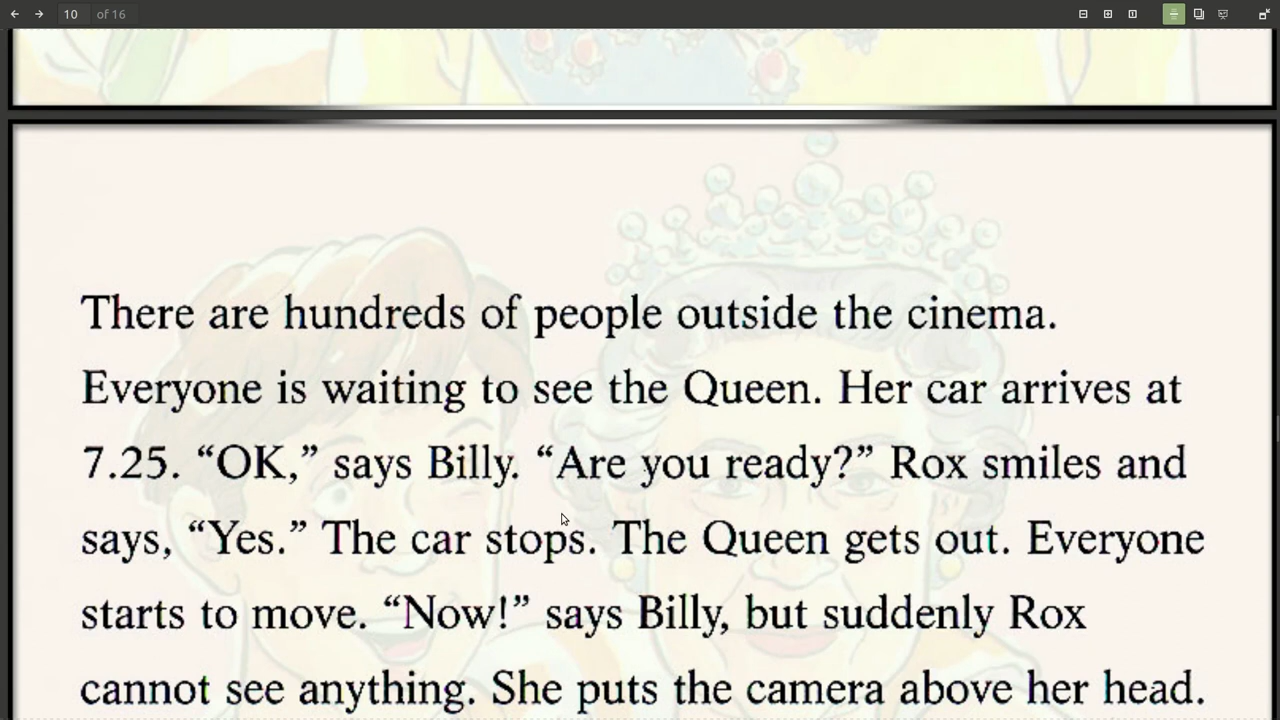 10 of 16
There are hundreds of people outside the cinema.
Everyone is waiting to see the Queen. Her car arrives at
7.25. “OK,” says Billy. “Are you ready?” Rox smiles and
says, “Yes.” The car stops. The Queen gets out. Everyone
starts to move. “Now!” says Billy, but suddenly Rox
cannot see anything. She puts the camera above her head.